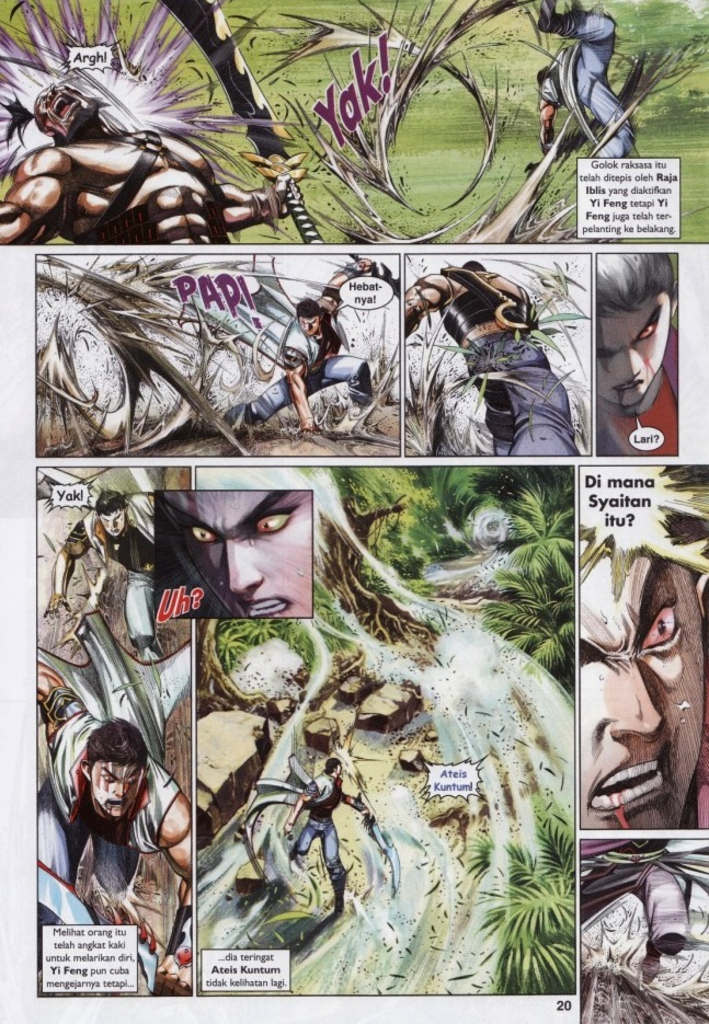 Argh!
Yak!
Golok raksasa itu
telah ditepis oleh Raja
Iblis yang diaktifkan
Yi Feng tetapi Yi
Feng juga telah ter-
pelanting ke belakang.
PAP!
Hebat-
nya!
Lari?
Yak!
Uh?
Melihat orang itu
telah angkat kaki
untuk melarikan diri,
Yi Feng pun cuba
mengejarnya tetapi...
Ateis
Kuntum!
...dia teringat
Ateis Kuntum
tidak kelihatan lagi.
Di mana
Syaitan
itu?
20